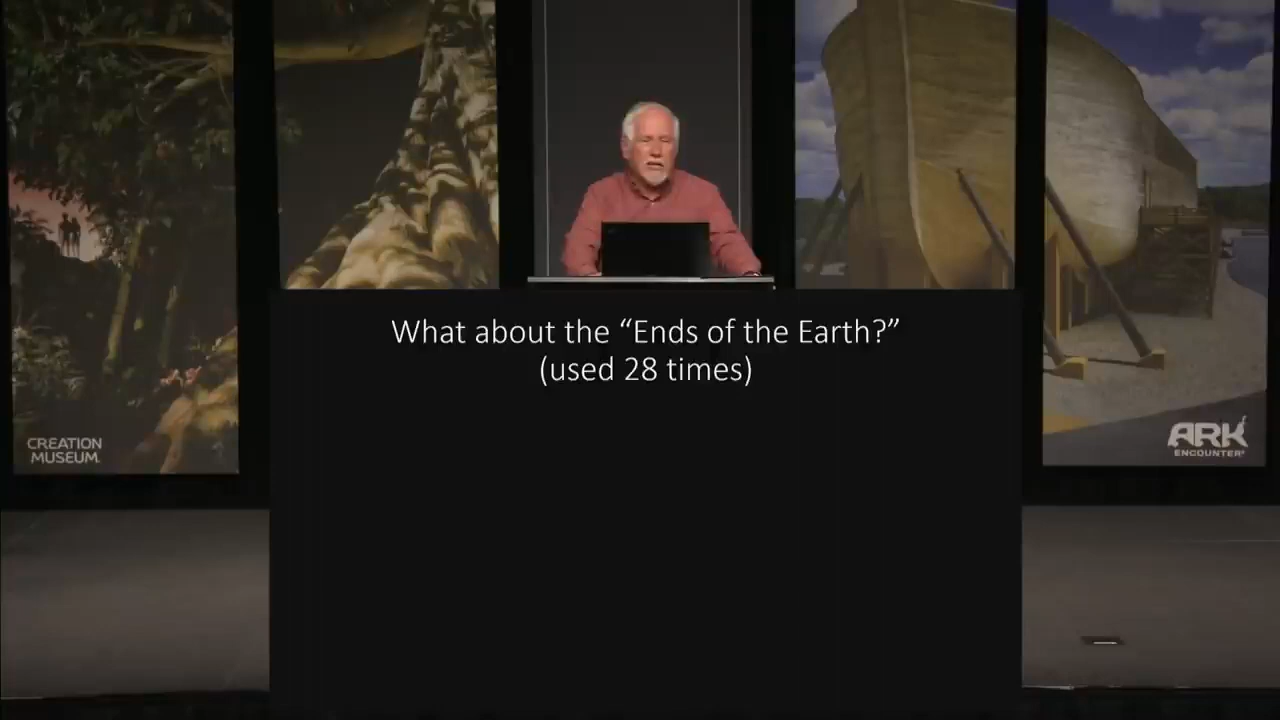 What about the “Ends of the Earth?”
(used 28 times)
CREATION
MUSEUM
ARK
ENCOUNTER